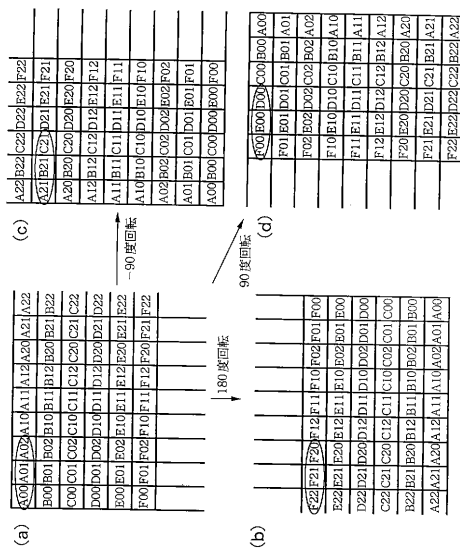 (a)
A00 A01 A02 A10 A11 A12 A20 A21 A22
B00 B01 B02 B10 B11 B12 B20 B21 B22
C00 C01 C02 C10 C11 C12 C20 C21 C22
D00 D01 D02 D10 D11 D12 D20 D21 D22
E00 E01 E02 E10 E11 E12 E20 E21 E22
F00 F01 F02 F10 F11 F12 F20 F21 F22
-90度回転
(c)
A22 B22 C22 D22 E22 F22
A21 B21 C21 D21 E21 F21
A20 B20 C20 D20 E20 F20
A12 B12 C12 D12 E12 F12
A11 B11 C11 D11 E11 F11
A10 B10 C10 D10 E10 F10
A02 B02 C02 D02 E02 F02
A01 B01 C01 D01 E01 F01
A00 B00 C00 D00 E00 F00
180度回転
90度回転
(b)
F22 F21 F20 F12 F11 F10 F02 F01 F00
E22 E21 E20 E12 E11 E10 E02 E01 E00
D22 D21 D20 D12 D11 D10 D02 D01 D00
C22 C21 C20 C12 C11 C10 C02 C01 C00
B22 B21 B20 B12 B11 B10 B02 B01 B00
A22 A21 A20 A12 A11 A10 A02 A01 A00
(d)
F00 E00 D00 C00 B00 A00
F01 E01 D01 C01 B01 A01
F02 E02 D02 C02 B02 A02
F10 E10 D10 C10 B10 A10
F11 E11 D11 C11 B11 A11
F12 E12 D12 C12 B12 A12
F20 E20 D20 C20 B20 A20
F21 E21 D21 C21 B21 A21
F22 E22 D22 C22 B22 A22